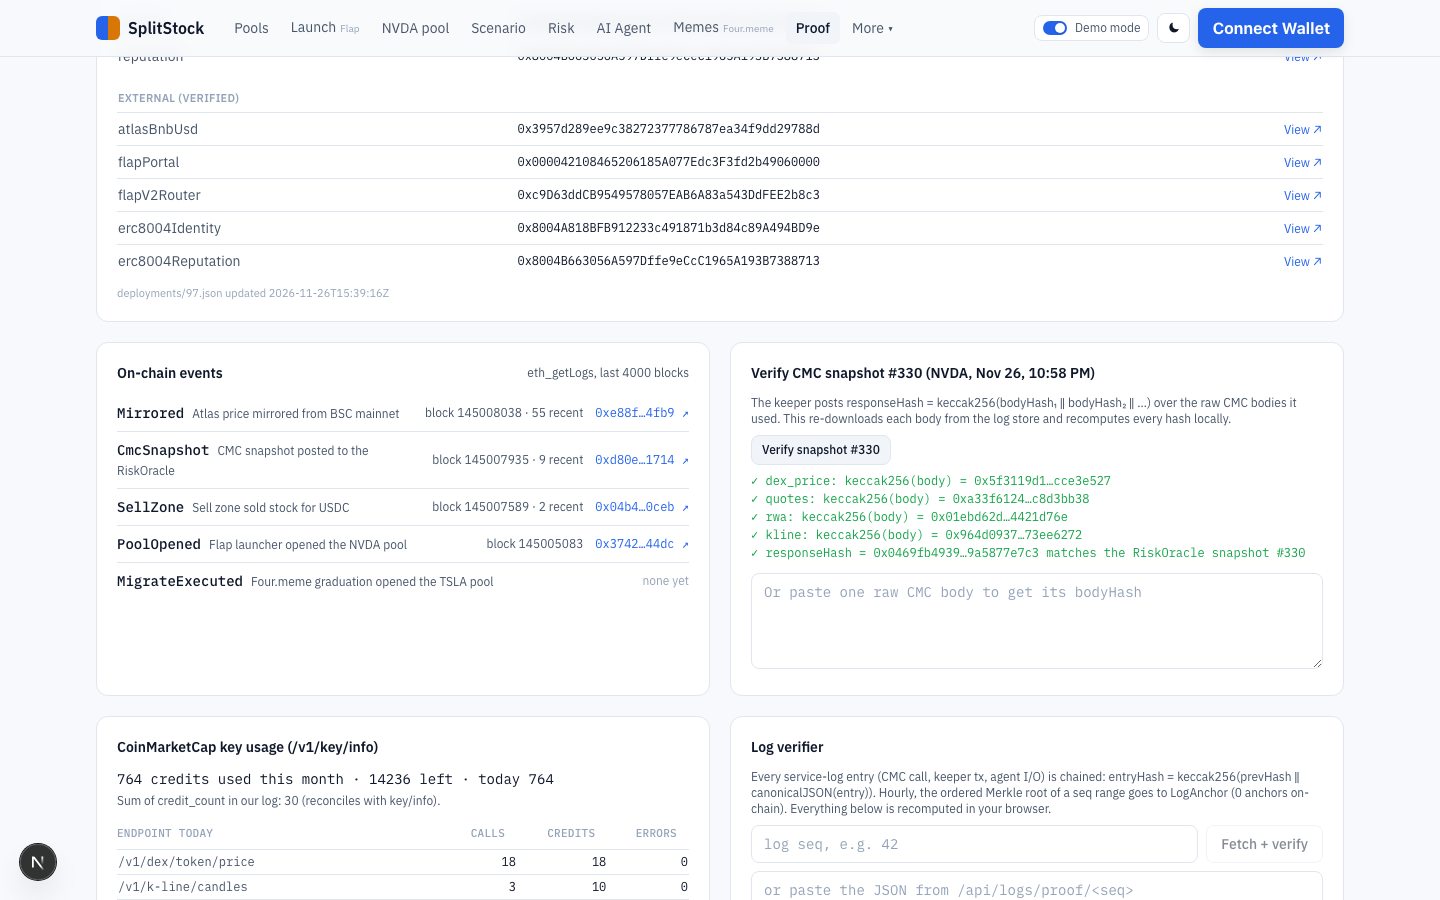 SplitStock
Pools
Launch Flap
NVDA pool
Scenario
Risk
AI Agent
Memes Four.meme
Proof
More ▾
Demo mode
Connect Wallet
reputation 0x8004B663056A597Dffe9eCcC1965A193B7388713 View ↗
EXTERNAL (VERIFIED)
atlasBnbUsd 0x3957d289ee9c38272377786787ea34f9dd29788d View ↗
flapPortal 0x000042108465206185A077Edc3F3fd2b49060000 View ↗
flapV2Router 0xc9D63ddCB9549578057EAB6A83a543DdFEE2b8c3 View ↗
erc8004Identity 0x8004A818BFB912233c491871b3d84c89A494BD9e View ↗
erc8004Reputation 0x8004B663056A597Dffe9eCcC1965A193B7388713 View ↗
deployments/97.json updated 2026-11-26T15:39:16Z
On-chain events eth_getLogs, last 4000 blocks
Mirrored Atlas price mirrored from BSC mainnet block 145008038 · 55 recent 0xe88f…4fb9 ↗
CmcSnapshot CMC snapshot posted to the
RiskOracle block 145007935 · 9 recent 0xd80e…1714 ↗
SellZone Sell zone sold stock for USDC block 145007589 · 2 recent 0x04b4…0ceb ↗
PoolOpened Flap launcher opened the NVDA pool block 145005083 0x3742…44dc ↗
MigrateExecuted Four.meme graduation opened the TSLA pool none yet
Verify CMC snapshot #330 (NVDA, Nov 26, 10:58 PM)
The keeper posts responseHash = keccak256(bodyHash₁ ‖ bodyHash₂ ‖ …) over the raw CMC bodies it
used. This re-downloads each body from the log store and recomputes every hash locally.
Verify snapshot #330
✓ dex_price: keccak256(body) = 0x5f3119d1…cce3e527
✓ quotes: keccak256(body) = 0xa33f6124…c8d3bb38
✓ rwa: keccak256(body) = 0x01ebd62d…4421d76e
✓ kline: keccak256(body) = 0x964d0937…73ee6272
✓ responseHash = 0x0469fb4939…9a5877e7c3 matches the RiskOracle snapshot #330
Or paste one raw CMC body to get its bodyHash
CoinMarketCap key usage (/v1/key/info)
764 credits used this month · 14236 left · today 764
Sum of credit_count in our log: 30 (reconciles with key/info).
ENDPOINT TODAY CALLS CREDITS ERRORS
/v1/dex/token/price 18 18 0
/v1/k-line/candles 3 10 0
Log verifier
Every service-log entry (CMC call, keeper tx, agent I/O) is chained: entryHash = keccak256(prevHash ‖
canonicalJSON(entry)). Hourly, the ordered Merkle root of a seq range goes to LogAnchor (0 anchors on-
chain). Everything below is recomputed in your browser.
log seq, e.g. 42
Fetch + verify
or paste the JSON from /api/logs/proof/<seq>
N